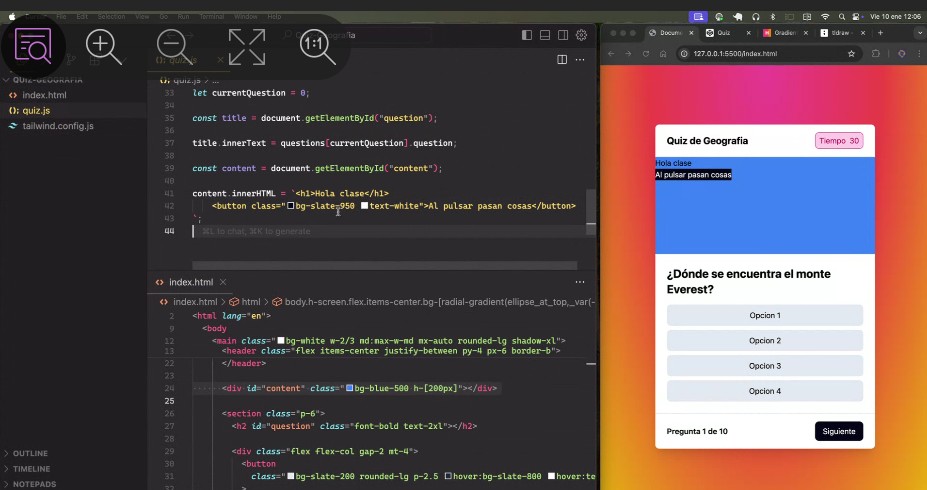 File Edit Selection View Go Run Terminal Window Help
Vie 10 ene 12:06
1:1
QUIZ-GEOGRAFIA
index.html
quiz.js
tailwind.config.js
OUTLINE
TIMELINE
NOTEPADS
quiz.js
quiz.js > ...
33 let currentQuestion = 0;
34
35 const title = document.getElementById("question");
36
37 title.innerText = questions[currentQuestion].question;
38
39 const content = document.getElementById("content");
40
41 content.innerHTML = `<h1>Hola clase</h1>
42 <button class="bg-slate-950 text-white">Al pulsar pasan cosas</button>
43 `;
44 ⌘L to chat, ⌘K to generate
index.html
index.html > html > body.h-screen.flex.items-center.bg-[radial-gradient(ellipse_at_top,_var(-
2 <html lang="en">
9 <body
12 <main class="bg-white w-2/3 md:max-w-md mx-auto rounded-lg shadow-xl">
13 <header class="flex items-center justify-between py-4 px-6 border-b">
22 </header>
23
24 <div id="content" class="bg-blue-500 h-[200px]"></div>
25
26 <section class="p-6">
27 <h2 id="question" class="font-bold text-2xl"></h2>
28
29 <div class="flex flex-col gap-2 mt-4">
30 <button
31 class="bg-slate-200 rounded-lg p-2.5 hover:bg-slate-800 hover:te
Docume
Quiz
Gradien
tldraw
127.0.0.1:5500/index.html
Quiz de Geografia
Tiempo 30
Hola clase
Al pulsar pasan cosas
¿Dónde se encuentra el monte
Everest?
Opcion 1
Opcion 2
Opcion 3
Opcion 4
Pregunta 1 de 10
Siguiente